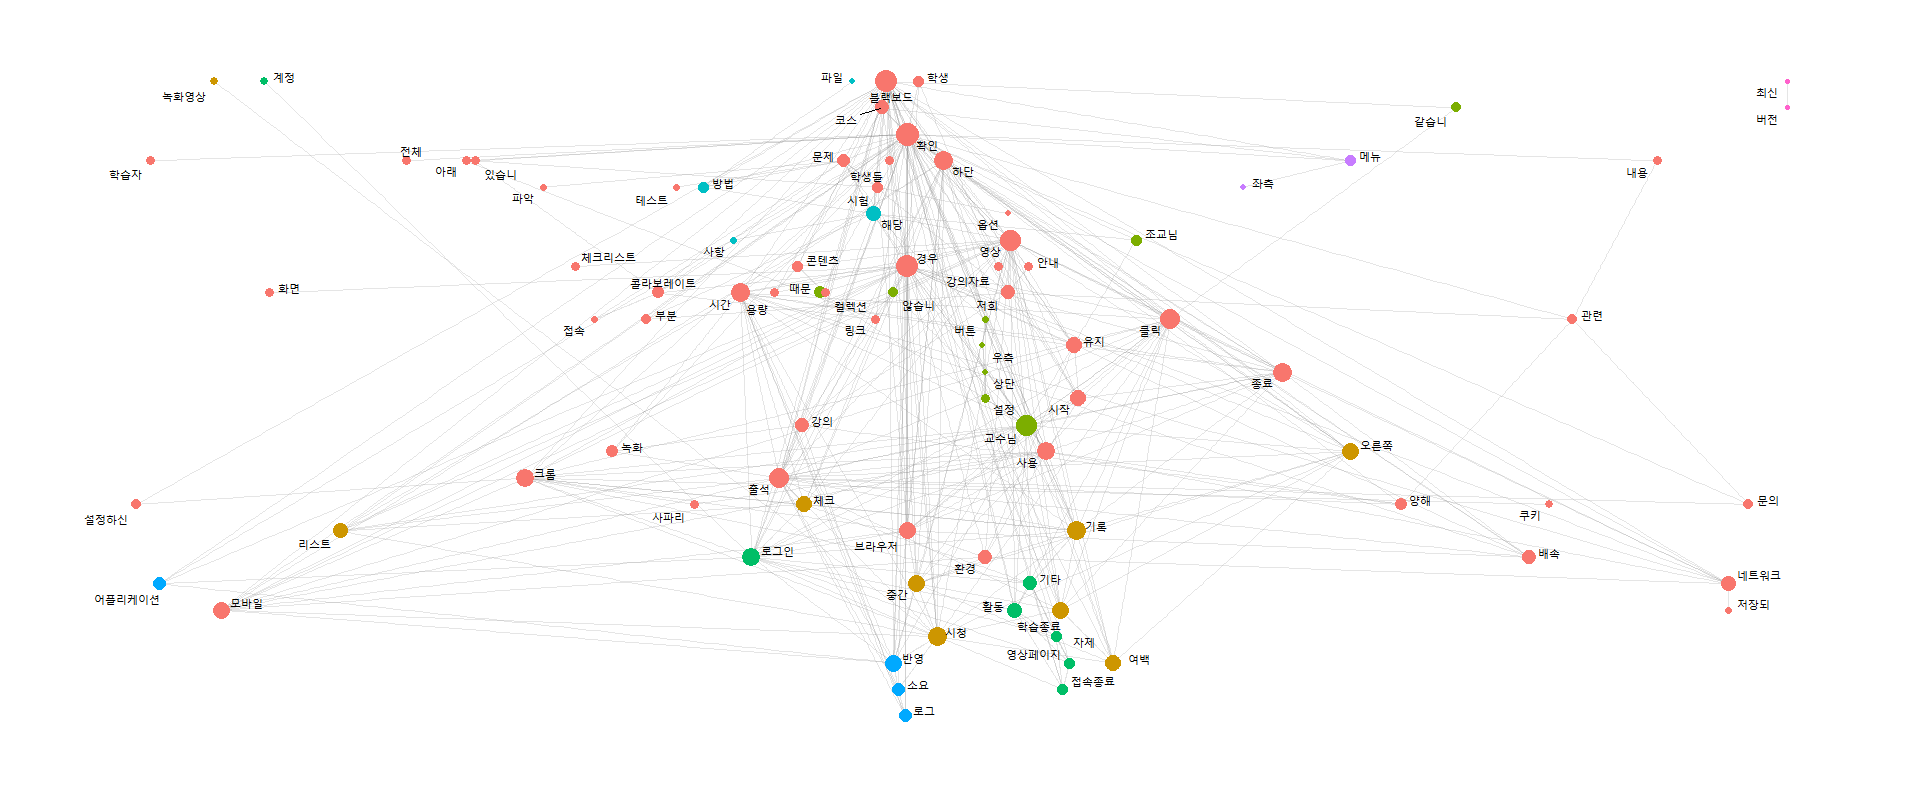 파일
학생
녹화영상
계정
블랙보드
코스
같습니
최신
버전
확인
전체
아래
있습니
문제
하단
메뉴
학습자
내용
파악
테스트
방법
학생들
좌측
시험
해당
옵션
조교님
사항
영상
체크리스트
콘텐츠
경우
안내
화면
콜라보레이트
시간
용량
때문
컬렉션
않습니
강의자료
저희
접속
부분
링크
버튼
클릭
관련
유지
우측
상단
종료
설정
시작
강의
교수님
녹화
사용
오른쪽
크롬
출석
설정하신
사파리
체크
양해
쿠키
문의
리스트
로그인
브라우저
기록
환경
배속
어플리케이션
모바일
중간
기타
네트워크
저장되
활동
학습종료
시청
자제
반영
영상페이지
여백
소요
접속종료
로그